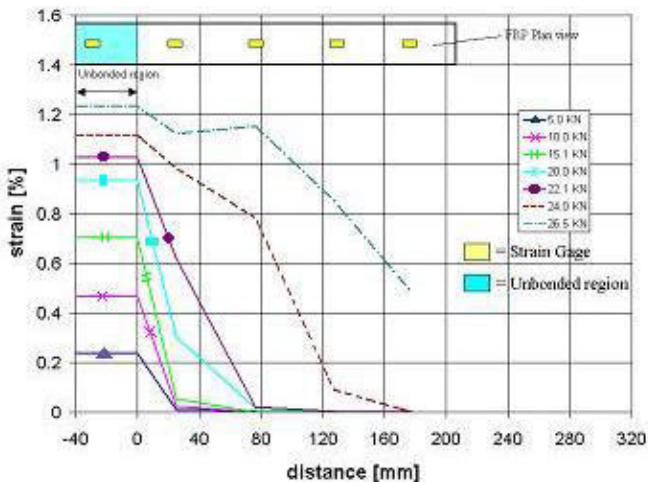 1.6
1.4
1.2
1
0.8
0.6
0.4
0.2
0
strain [%]
FRP Plan view
Unbonded region
5.0 KN
10.0 KN
15.1 KN
20.0 KN
22.1 KN
24.0 KN
26.5 KN
= Strain Gage
= Unbonded region
-40 0 40 80 120 160 200 240 280 320
distance [mm]